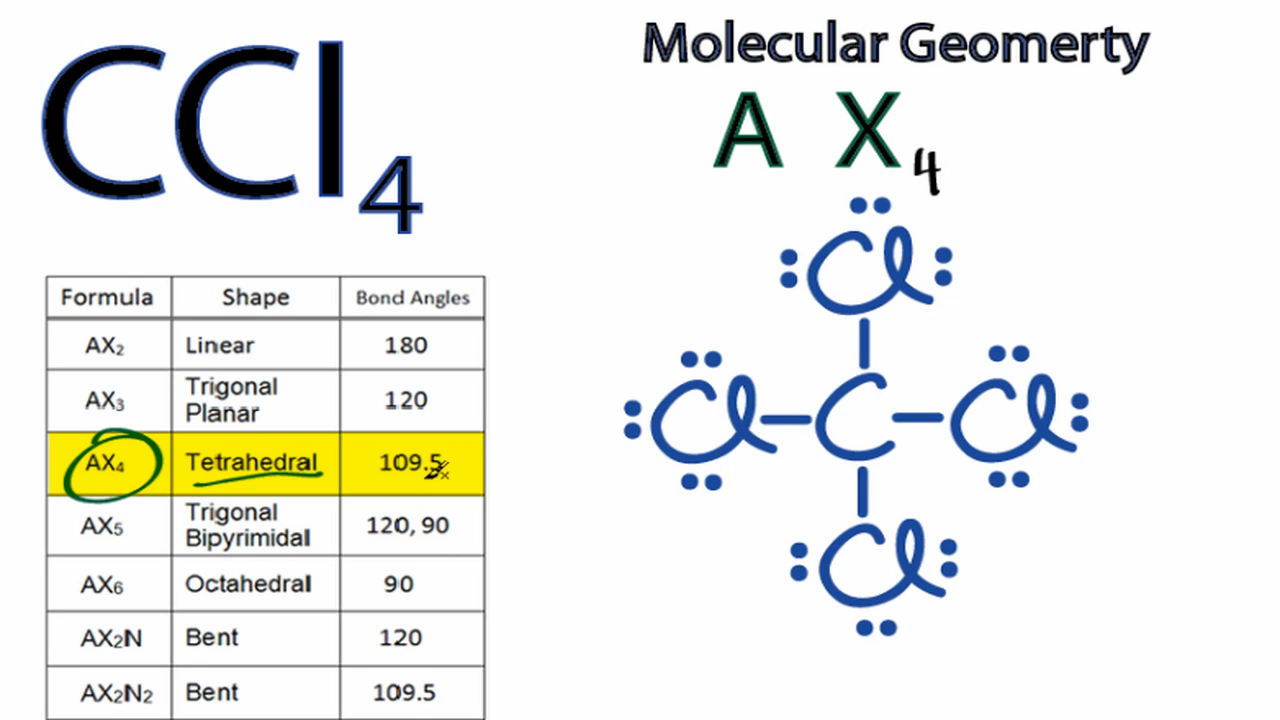 CCl4
Molecular Geomerty
A X4
Formula Shape Bond Angles
AX2 Linear 180
AX3 Trigonal Planar 120
AX4 Tetrahedral 109.5
AX5 Trigonal Bipyrimidal 120, 90
AX6 Octahedral 90
AX2N Bent 120
AX2N2 Bent 109.5
Cl
Cl C Cl
Cl